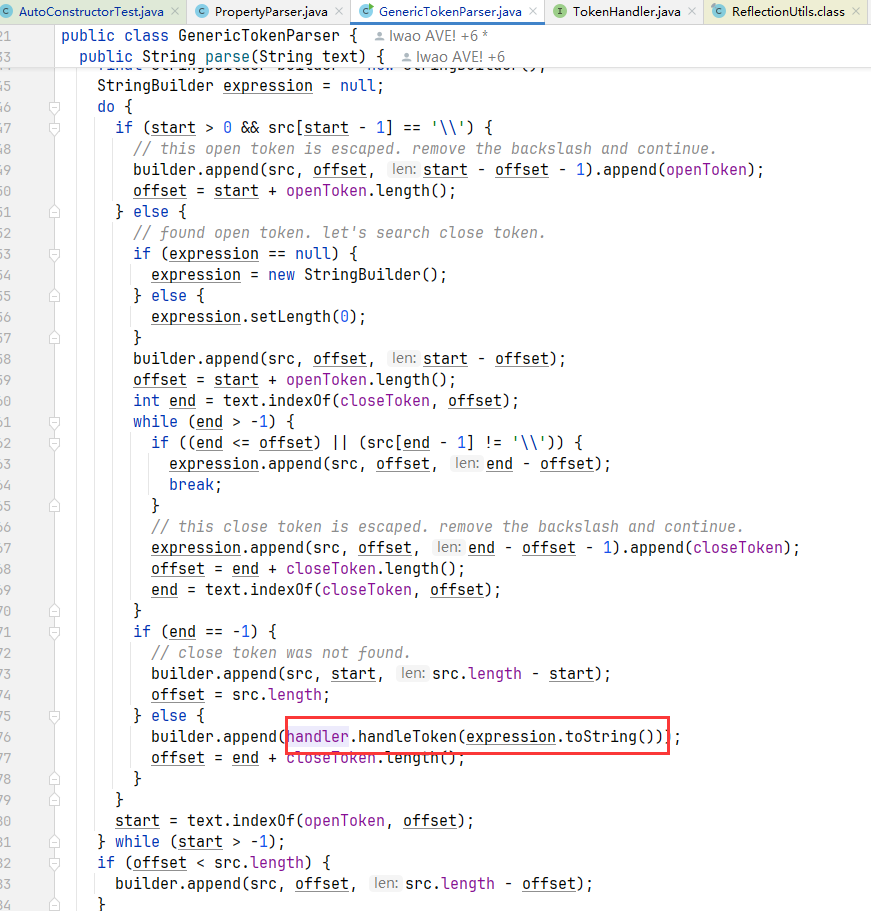 AutoConstructorTest.java PropertyParser.java GenericTokenParser.java TokenHandler.java ReflectionUtils.class
21 public class GenericTokenParser { Iwao AVE! +6 *
33 public String parse(String text) { Iwao AVE! +6
45 StringBuilder expression = null;
46 do {
47 if (start > 0 && src[start - 1] == '\\') {
48 // this open token is escaped. remove the backslash and continue.
49 builder.append(src, offset, len: start - offset - 1).append(openToken);
50 offset = start + openToken.length();
51 } else {
52 // found open token. let's search close token.
53 if (expression == null) {
54 expression = new StringBuilder();
55 } else {
56 expression.setLength(0);
57 }
58 builder.append(src, offset, len: start - offset);
59 offset = start + openToken.length();
60 int end = text.indexOf(closeToken, offset);
61 while (end > -1) {
62 if ((end <= offset) || (src[end - 1] != '\\')) {
63 expression.append(src, offset, len: end - offset);
64 break;
65 }
66 // this close token is escaped. remove the backslash and continue.
67 expression.append(src, offset, len: end - offset - 1).append(closeToken);
68 offset = end + closeToken.length();
69 end = text.indexOf(closeToken, offset);
70 }
71 if (end == -1) {
72 // close token was not found.
73 builder.append(src, start, len: src.length - start);
74 offset = src.length;
75 } else {
76 builder.append(handler.handleToken(expression.toString()));
77 offset = end + closeToken.length();
78 }
79 }
80 start = text.indexOf(openToken, offset);
81 } while (start > -1);
82 if (offset < src.length) {
83 builder.append(src, offset, len: src.length - offset);
84 }